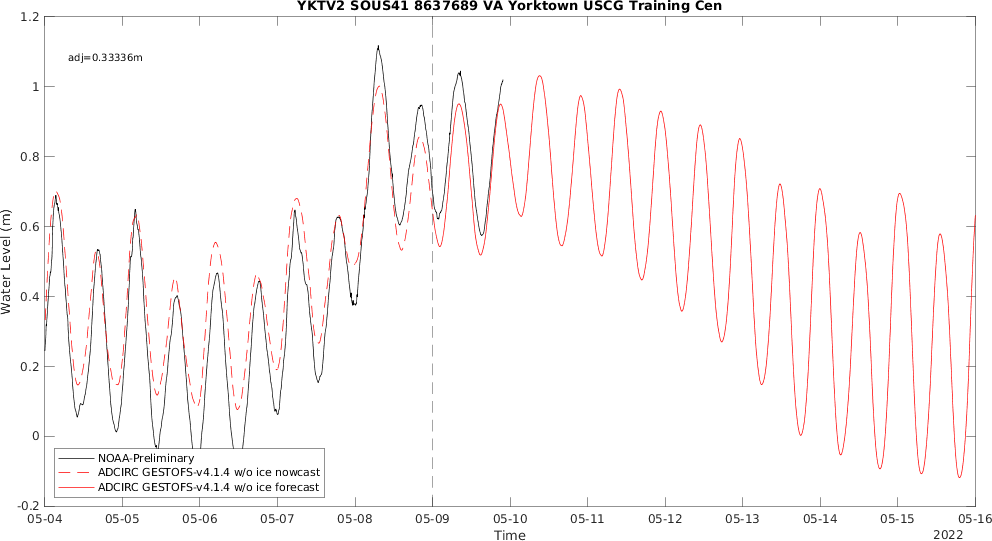 YKTV2 SOUS41 8637689 VA Yorktown USCG Training Cen
adj=0.33336m
Water Level (m)
1.2
1
0.8
0.6
0.4
0.2
0
-0.2
NOAA-Preliminary
ADCIRC GESTOFS-v4.1.4 w/o ice nowcast
ADCIRC GESTOFS-v4.1.4 w/o ice forecast
05-04 05-05 05-06 05-07 05-08 05-09 05-10 05-11 05-12 05-13 05-14 05-15 05-16
Time
2022